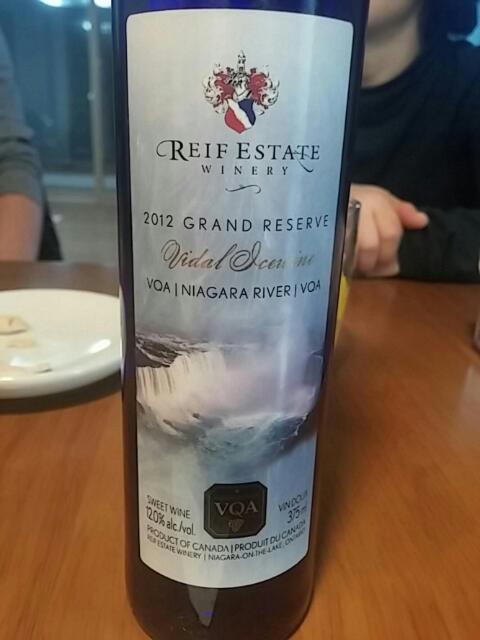 REIF ESTATE
WINERY
2012 GRAND RESERVE
Vidal Icewine
VQA | NIAGARA RIVER | VQA
SWEET WINE
12.0% alc./vol.
VQA
VIN DOUX
375 ml
PRODUCT OF CANADA | PRODUIT DU CANADA
REIF ESTATE WINERY | NIAGARA-ON-THE-LAKE, ONTARIO